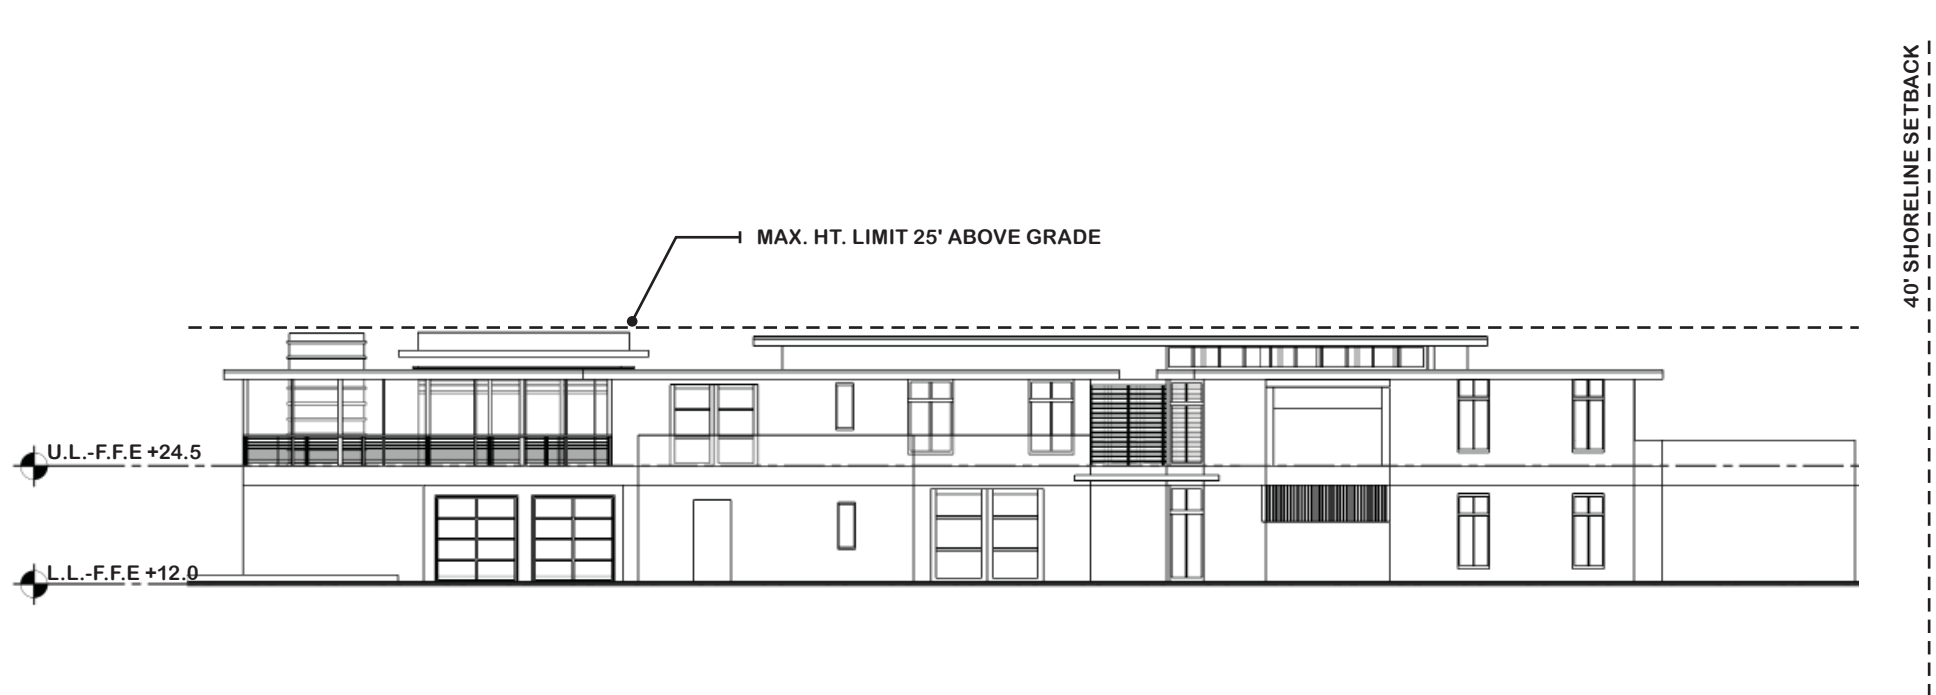 40' SHORELINE SETBACK
MAX. HT. LIMIT 25' ABOVE GRADE
U.L.-F.F.E +24.5
L.L.-F.F.E +12.0